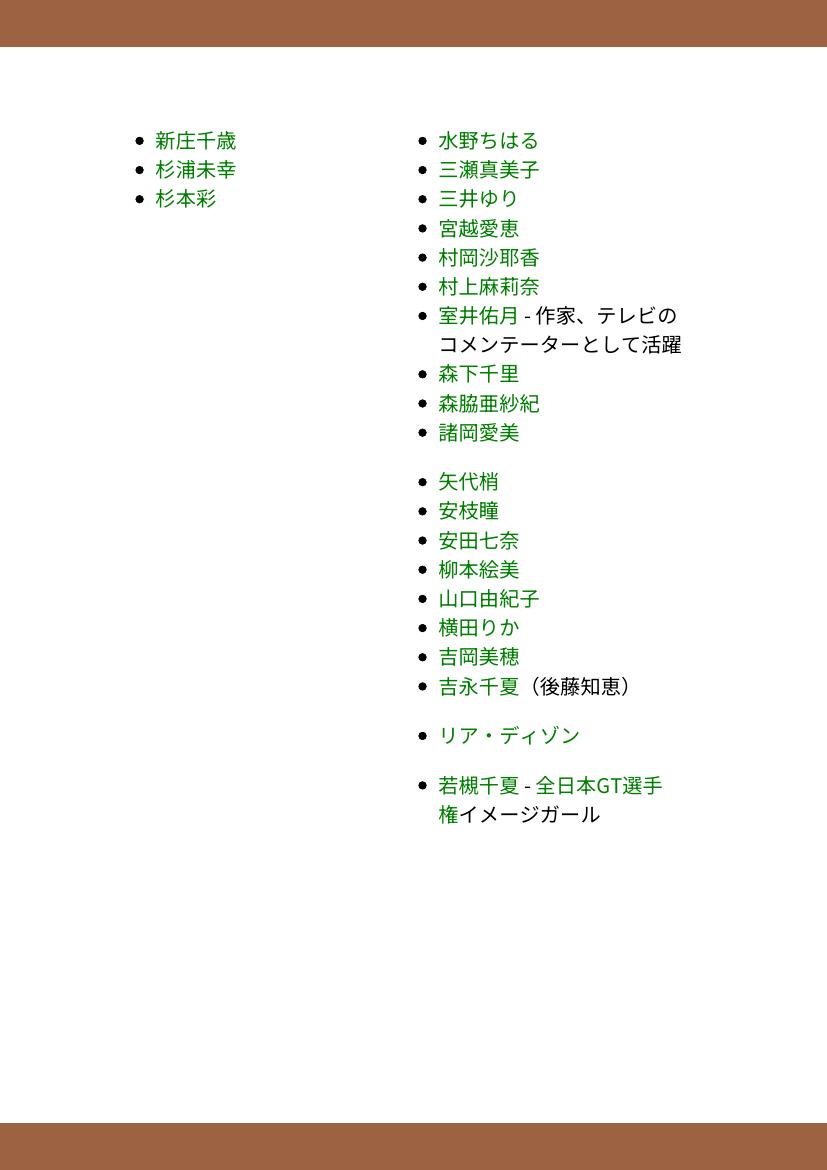 • 新庄千歳
• 杉浦未幸
• 杉本彩
• 水野ちはる
• 三瀬真美子
• 三井ゆり
• 宮越愛恵
• 村岡沙耶香
• 村上麻莉奈
• 室井佑月 - 作家、テレビの
コメンテーターとして活躍
• 森下千里
• 森脇亜紗紀
• 諸岡愛美
• 矢代梢
• 安枝瞳
• 安田七奈
• 柳本絵美
• 山口由紀子
• 横田りか
• 吉岡美穂
• 吉永千夏（後藤知恵）
• リア・ディゾン
• 若槻千夏 - 全日本GT選手
権イメージガール